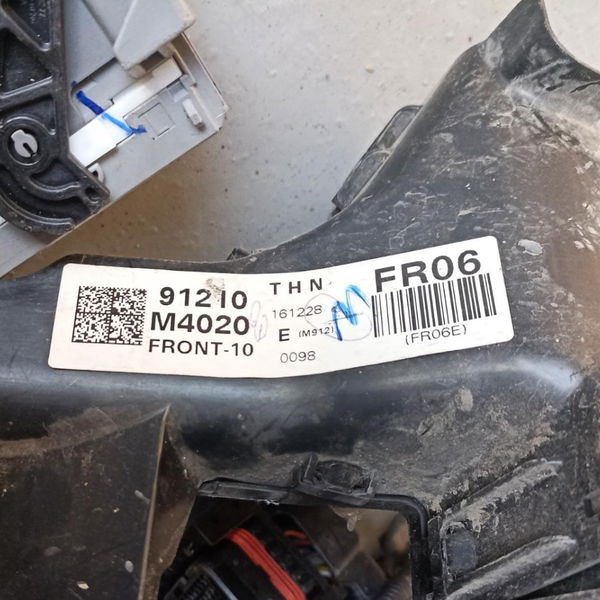 91210
M4020
FRONT-10
THN
161228
E (M912)
0098
FR06
(FR06E)